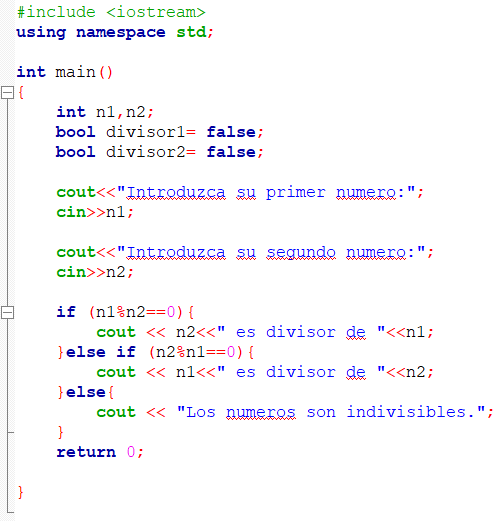 #include <iostream>
using namespace std;
int main()
{
int n1,n2;
bool divisor1= false;
bool divisor2= false;
cout<<"Introduzca su primer numero:";
cin>>n1;
cout<<"Introduzca su segundo numero:";
cin>>n2;
if (n1%n2==0){
cout << n2<<" es divisor de "<<n1;
}else if (n2%n1==0){
cout << n1<<" es divisor de "<<n2;
}else{
cout << "Los numeros son indivisibles.";
}
return 0;
}